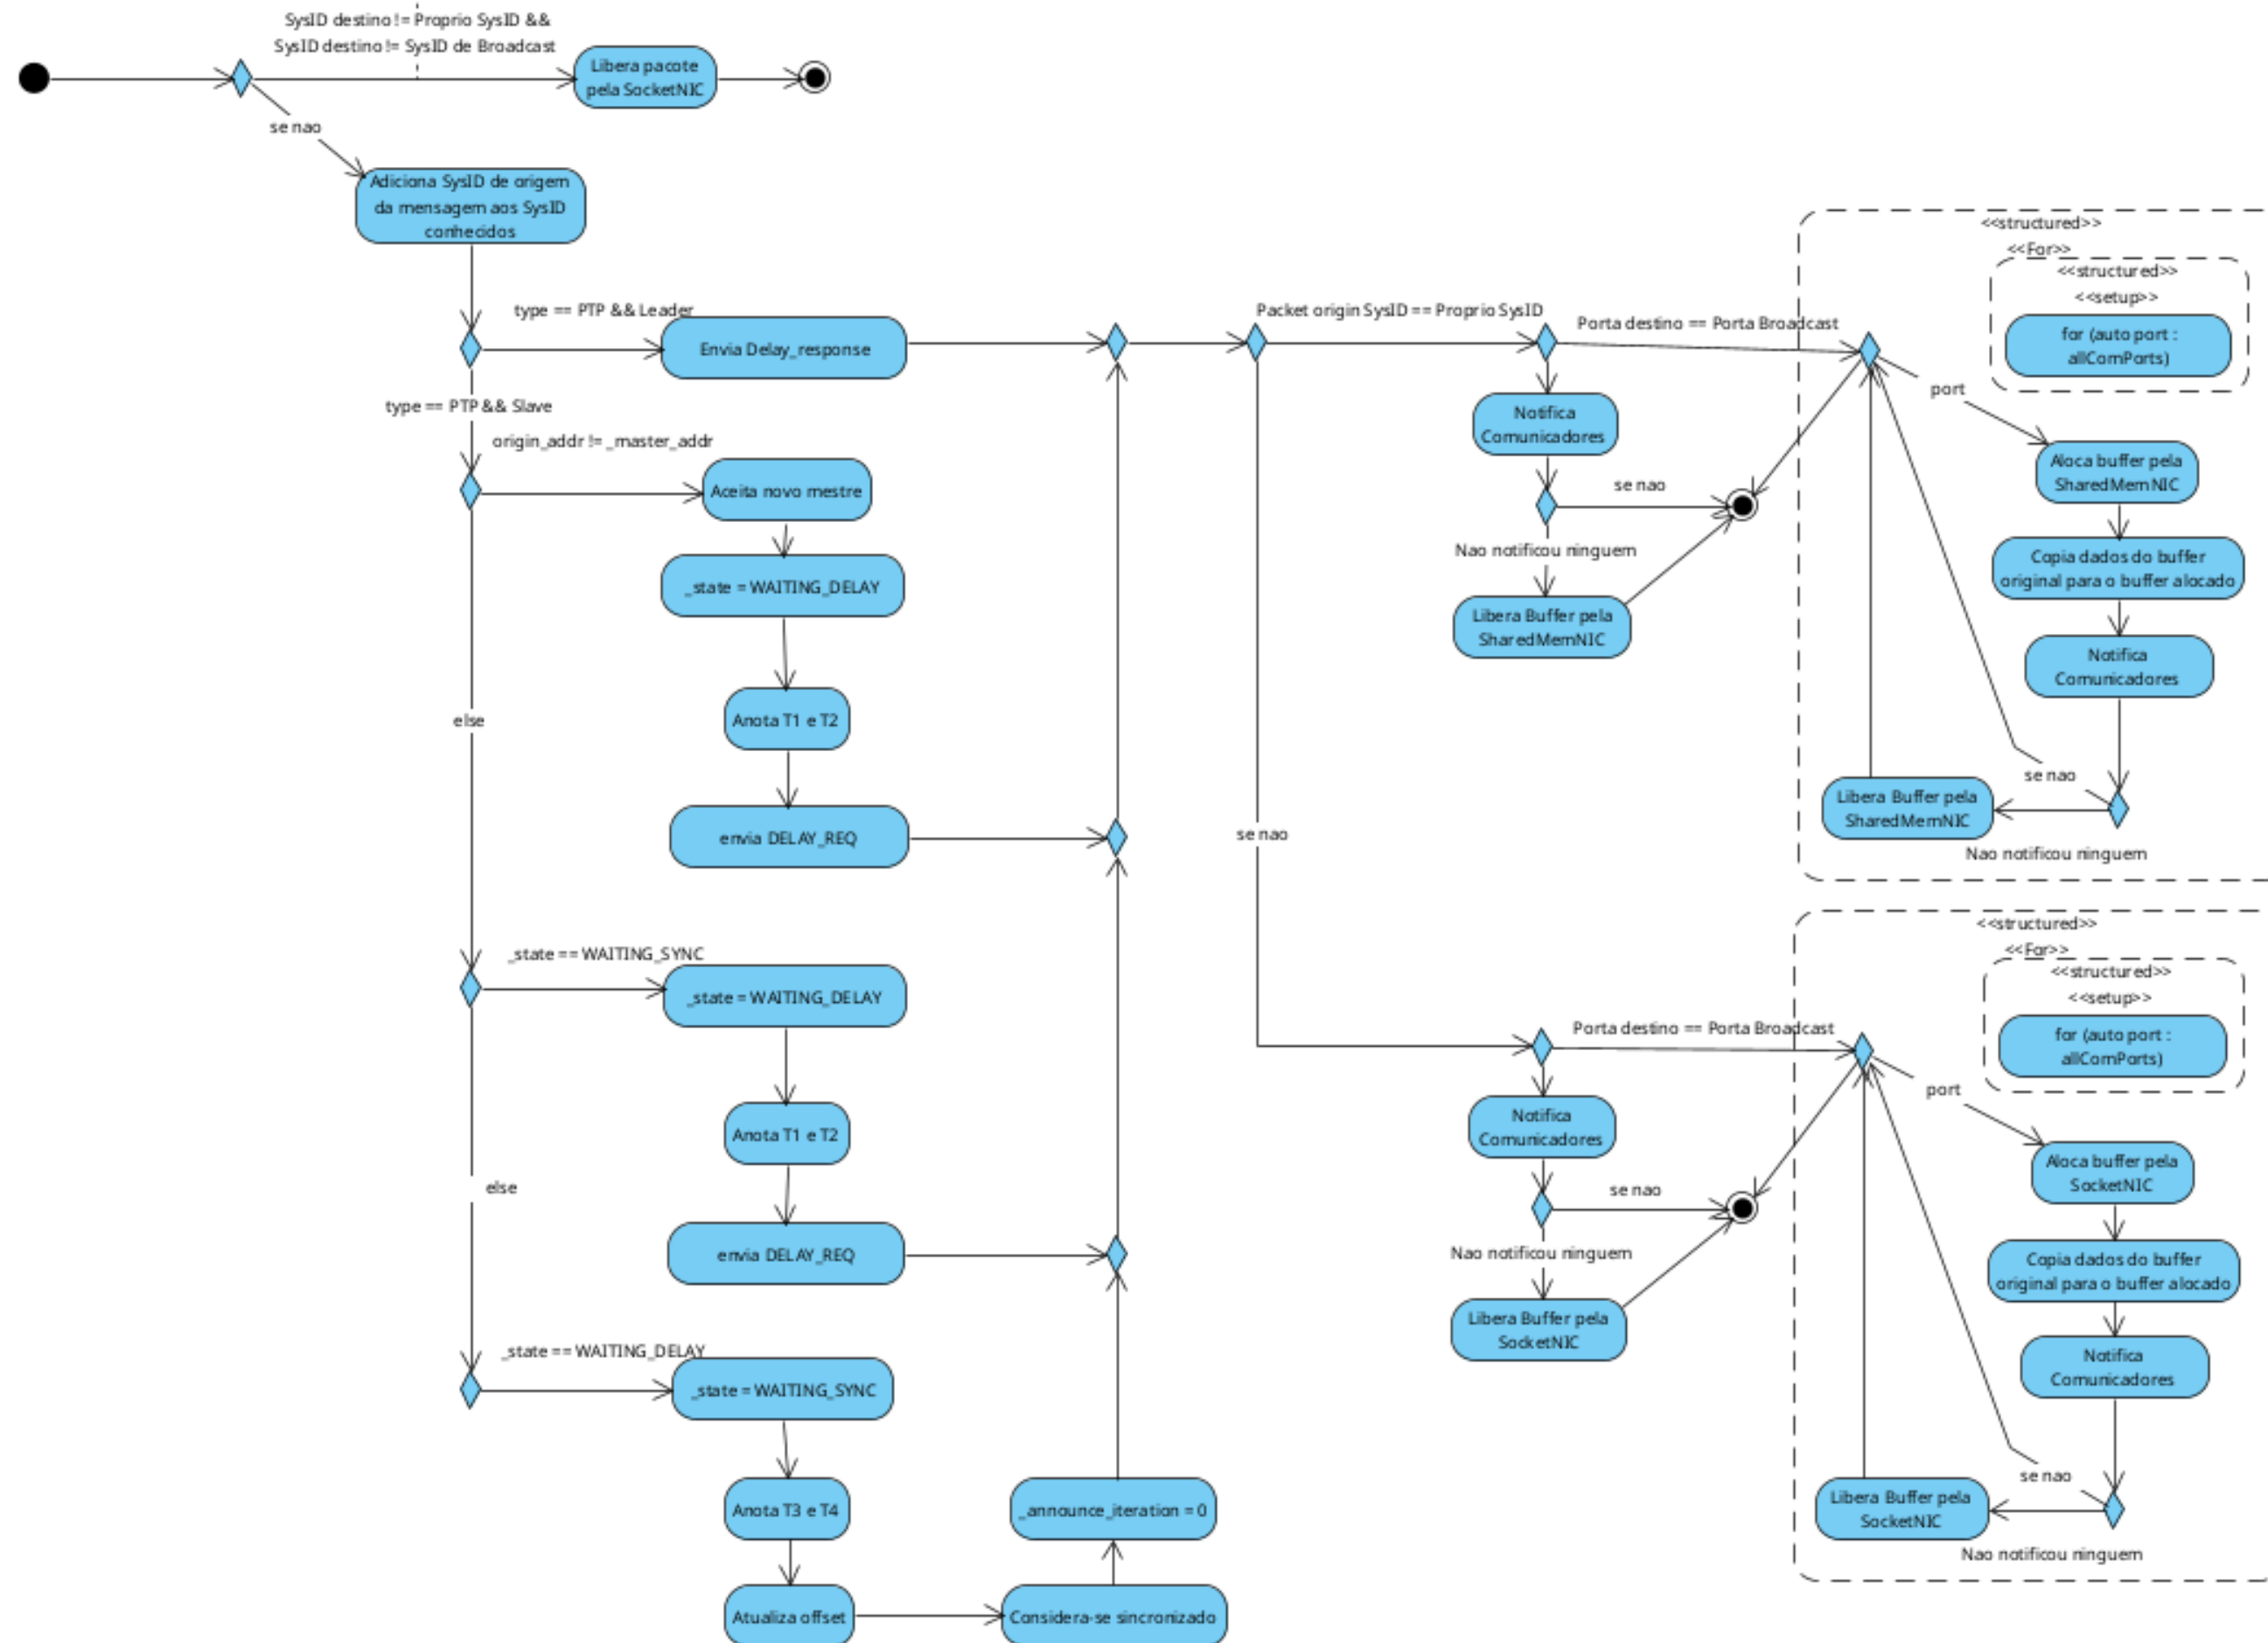 SysID destino != Proprio SysID &&
SysID destino != SysID de Broadcast
Libera pacote
pela SocketNIC
se nao
Adiciona SysID de origem
da mensagem aos SysID
conhecidos
type == PTP && Leader
Envia Delay_response
type == PTP && Slave
origin_addr != _master_addr
Aceita novo mestre
_state = WAITING_DELAY
Anota T1 e T2
envia DELAY_REQ
else
_state == WAITING_SYNC
_state = WAITING_DELAY
Anota T1 e T2
envia DELAY_REQ
else
_state == WAITING_DELAY
_state = WAITING_SYNC
Anota T3 e T4
Atualiza offset
Considera-se sincronizado
_announce_iteration = 0
Packet origin SysID == Proprio SysID
Porta destino == Porta Broadcast
Notifica
Comunicadores
se nao
Nao notificou ninguem
Libera Buffer pela
SharedMemNIC
<<structured>>
<<For>>
<<structured>>
<<setup>>
for (auto port :
allComPorts)
port
Aloca buffer pela
SharedMemNIC
Copia dados do buffer
original para o buffer alocado
Notifica
Comunicadores
se nao
Libera Buffer pela
SharedMemNIC
Nao notificou ninguem
se nao
Porta destino == Porta Broadcast
Notifica
Comunicadores
se nao
Nao notificou ninguem
Libera Buffer pela
SocketNIC
<<structured>>
<<For>>
<<structured>>
<<setup>>
for (auto port :
allComPorts)
port
Aloca buffer pela
SocketNIC
Copia dados do buffer
original para o buffer alocado
Notifica
Comunicadores
se nao
Libera Buffer pela
SocketNIC
Nao notificou ninguem